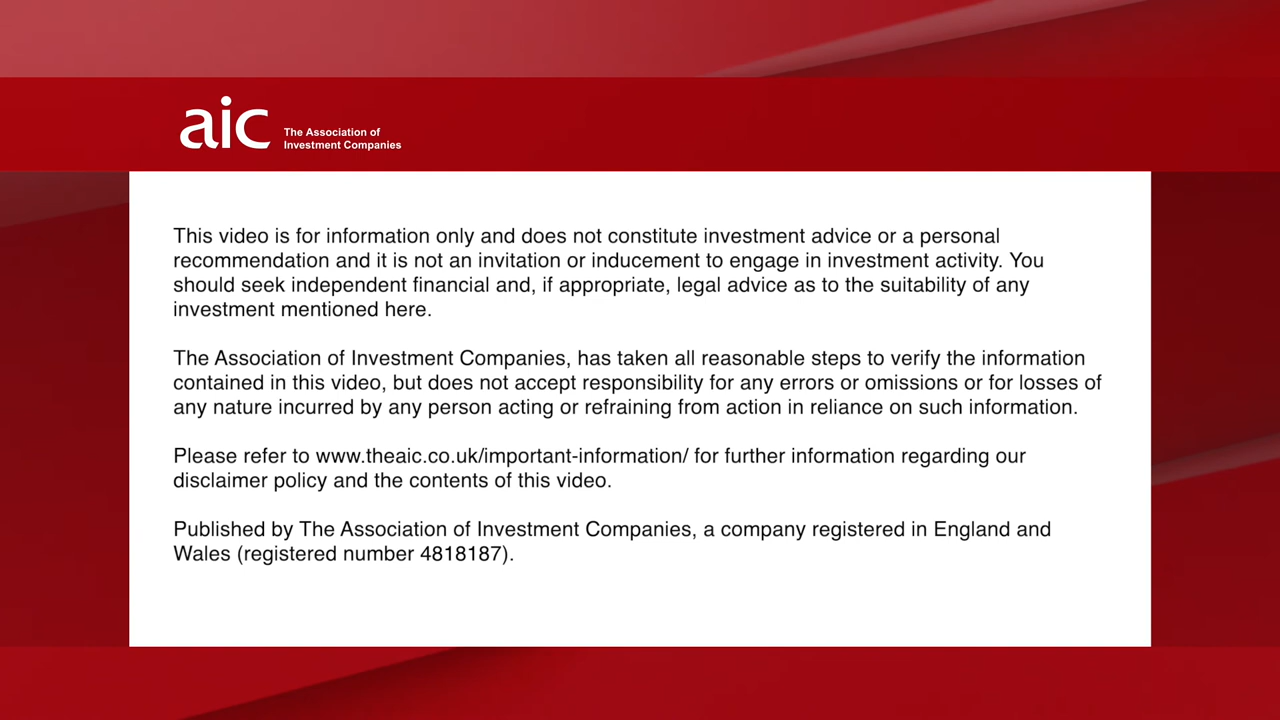 aic
The Association of
Investment Companies
This video is for information only and does not constitute investment advice or a personal
recommendation and it is not an invitation or inducement to engage in investment activity. You
should seek independent financial and, if appropriate, legal advice as to the suitability of any
investment mentioned here.
The Association of Investment Companies, has taken all reasonable steps to verify the information
contained in this video, but does not accept responsibility for any errors or omissions or for losses of
any nature incurred by any person acting or refraining from action in reliance on such information.
Please refer to www.theaic.co.uk/important-information/ for further information regarding our
disclaimer policy and the contents of this video.
Published by The Association of Investment Companies, a company registered in England and
Wales (registered number 4818187).